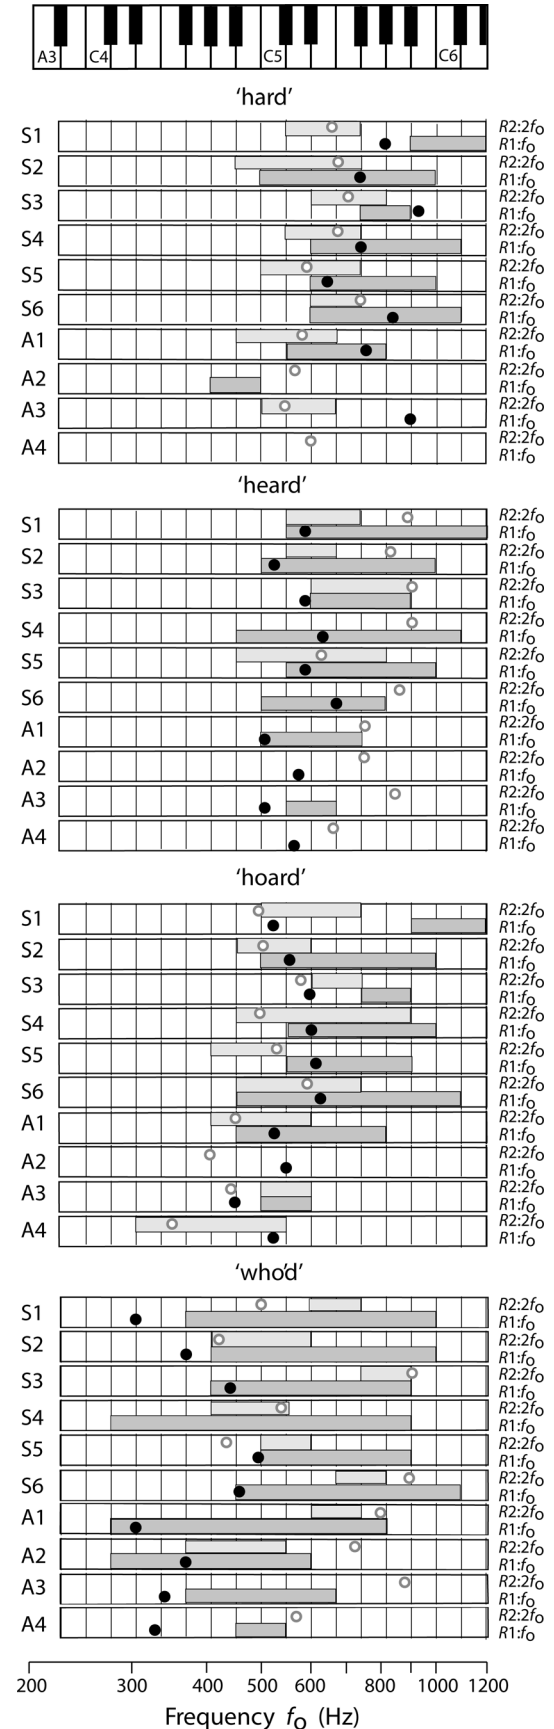 A3 C4 C5 C6
‘hard’
S1 R2:2fo
R1:fo
S2 R2:2fo
R1:fo
S3 R2:2fo
R1:fo
S4 R2:2fo
R1:fo
S5 R2:2fo
R1:fo
S6 R2:2fo
R1:fo
A1 R2:2fo
R1:fo
A2 R2:2fo
R1:fo
A3 R2:2fo
R1:fo
A4 R2:2fo
R1:fo
‘heard’
S1 R2:2fo
R1:fo
S2 R2:2fo
R1:fo
S3 R2:2fo
R1:fo
S4 R2:2fo
R1:fo
S5 R2:2fo
R1:fo
S6 R2:2fo
R1:fo
A1 R2:2fo
R1:fo
A2 R2:2fo
R1:fo
A3 R2:2fo
R1:fo
A4 R2:2fo
R1:fo
‘hoard’
S1 R2:2fo
R1:fo
S2 R2:2fo
R1:fo
S3 R2:2fo
R1:fo
S4 R2:2fo
R1:fo
S5 R2:2fo
R1:fo
S6 R2:2fo
R1:fo
A1 R2:2fo
R1:fo
A2 R2:2fo
R1:fo
A3 R2:2fo
R1:fo
A4 R2:2fo
R1:fo
‘who’d’
S1 R2:2fo
R1:fo
S2 R2:2fo
R1:fo
S3 R2:2fo
R1:fo
S4 R2:2fo
R1:fo
S5 R2:2fo
R1:fo
S6 R2:2fo
R1:fo
A1 R2:2fo
R1:fo
A2 R2:2fo
R1:fo
A3 R2:2fo
R1:fo
A4 R2:2fo
R1:fo
200 300 400 500 600 800 1000 1200
Frequency fo (Hz)